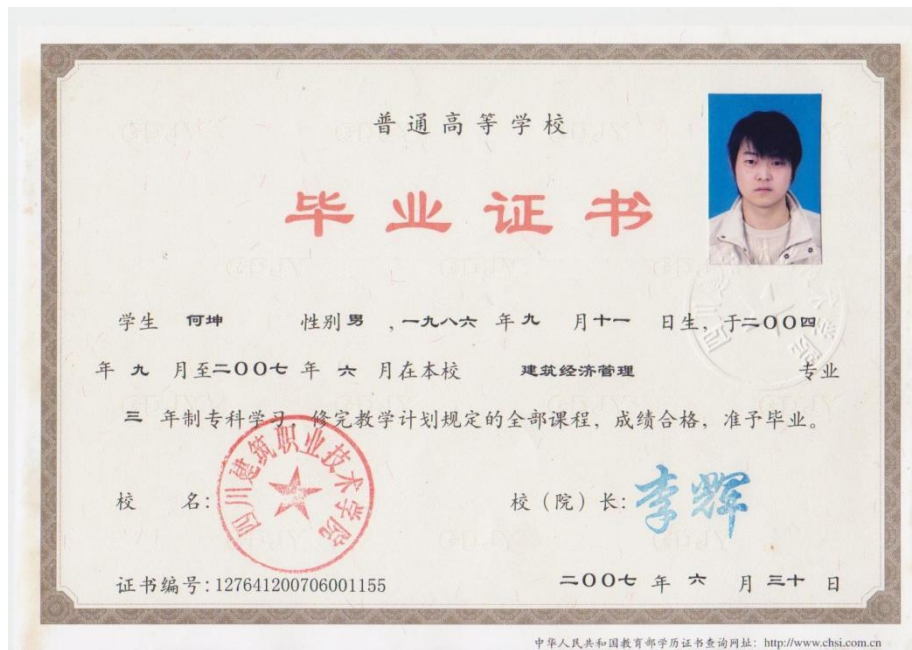 普通高等学校
毕业证书
学生 何坤 性别 男 ，一九八六 年 九 月 十一 日生，于二〇〇四
年 九 月至二〇〇七 年 六 月在本校 建筑经济管理 专业
三 年制专科学习，修完教学计划规定的全部课程，成绩合格，准予毕业。
四川建筑职业技术学院
校 名： 校（院）长：李辉
证书编号：127641200706001155 二〇〇七 年 六 月 三十 日
中华人民共和国教育部学历证书查询网址：http://www.chsi.com.cn